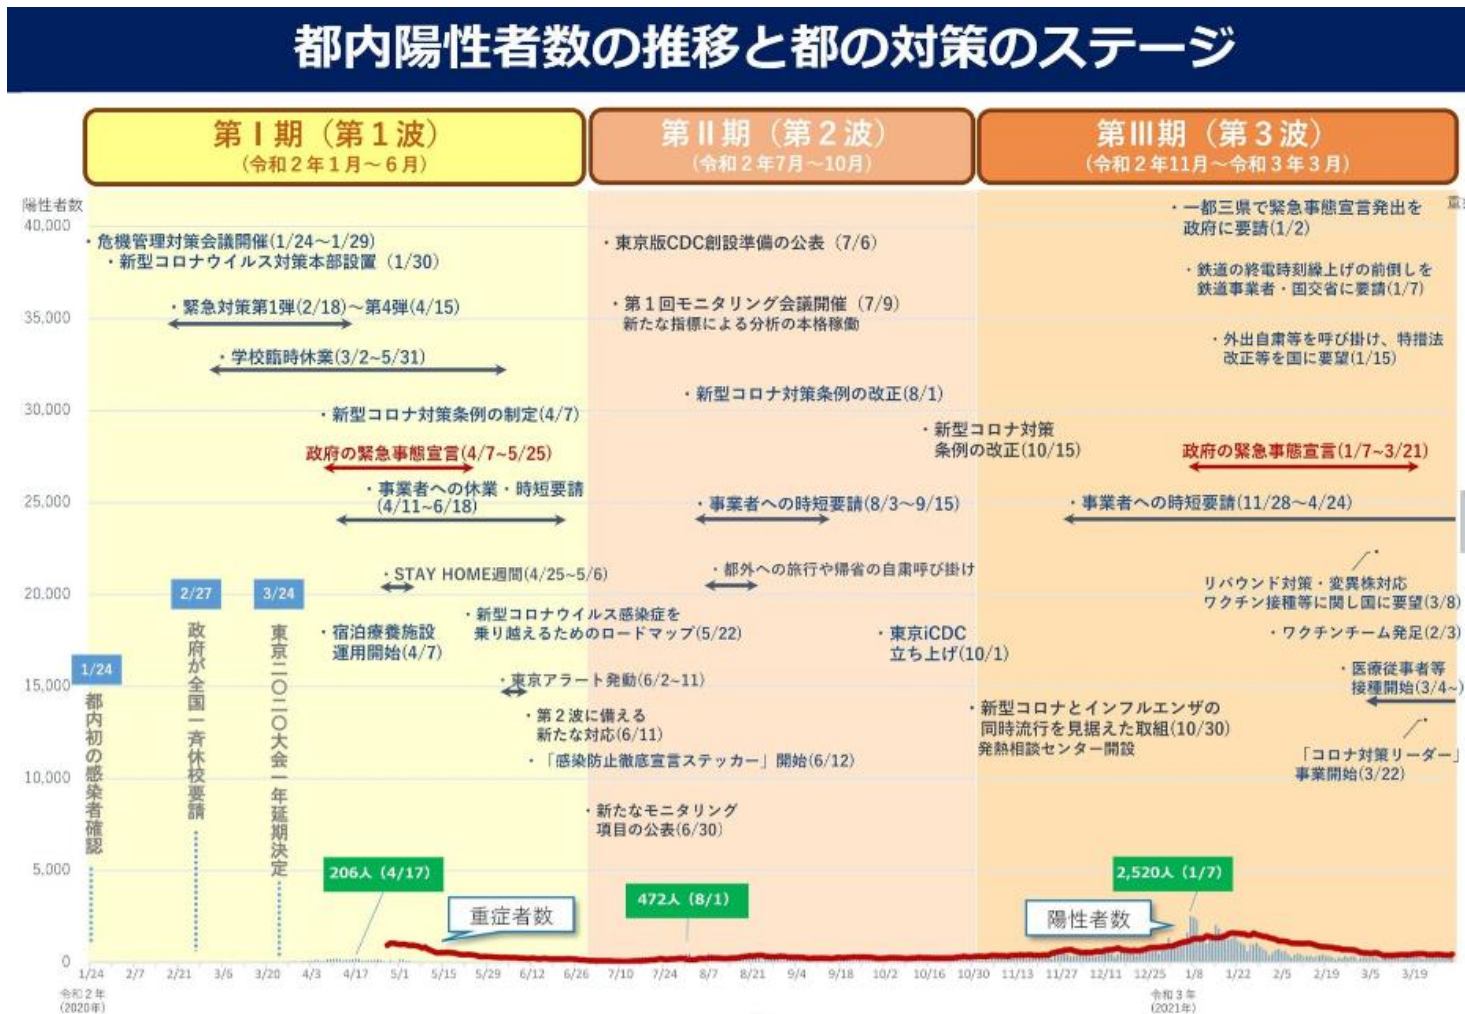 都内陽性者数の推移と都の対策のステージ
第Ⅰ期（第１波）
（令和２年１月～６月）
第Ⅱ期（第２波）
（令和２年7月～10月）
第Ⅲ期（第３波）
（令和２年11月～令和３年３月）
陽性者数
40,000
35,000
30,000
25,000
20,000
15,000
10,000
5,000
0
・危機管理対策会議開催(1/24～1/29)
・新型コロナウイルス対策本部設置（1/30)
・緊急対策第1弾(2/18)～第4弾(4/15)
・学校臨時休業(3/2~5/31)
・新型コロナ対策条例の制定(4/7)
政府の緊急事態宣言(4/7~5/25)
・事業者への休業・時短要請
(4/11~6/18)
・STAY HOME週間(4/25~5/6)
2/27
政府が全国一斉休校要請
3/24
東京二〇二〇大会一年延期決定
1/24
都内初の感染者確認
・宿泊療養施設
運用開始(4/7)
・新型コロナウイルス感染症を
乗り越えるためのロードマップ(5/22)
・東京アラート発動(6/2~11)
・第２波に備える
新たな対応(6/11)
・「感染防止徹底宣言ステッカー」開始(6/12)
・新たなモニタリング
項目の公表(6/30)
・東京版CDC創設準備の公表（7/6)
・第１回モニタリング会議開催（7/9)
新たな指標による分析の本格稼働
・新型コロナ対策条例の改正(8/1)
・新型コロナ対策
条例の改正(10/15)
・事業者への時短要請(8/3～9/15)
・都外への旅行や帰省の自粛呼び掛け
・東京iCDC
立ち上げ(10/1)
・新型コロナとインフルエンザの
同時流行を見据えた取組(10/30)
発熱相談センター開設
・一都三県で緊急事態宣言発出を
政府に要請(1/2)
・鉄道の終電時刻繰上げの前倒しを
鉄道事業者・国交省に要請(1/7)
・外出自粛等を呼び掛け、特措法
改正等を国に要望(1/15)
政府の緊急事態宣言(1/7~3/21)
・事業者への時短要請(11/28～4/24)
リバウンド対策・変異株対応
ワクチン接種等に関し国に要望(3/8)
・ワクチンチーム発足(2/3)
・医療従事者等
接種開始(3/4~)
「コロナ対策リーダー」
事業開始(3/22)
206人（4/17）
重症者数
472人（8/1）
2,520人（1/7）
陽性者数
1/24 2/7 2/21 3/6 3/20 4/3 4/17 5/1 5/15 5/29 6/12 6/26 7/10 7/24 8/7 8/21 9/4 9/18 10/2 10/16 10/30 11/13 11/27 12/11 12/25 1/8 1/22 2/5 2/19 3/5 3/19
令和２年
(2020年)
令和３年
(2021年)